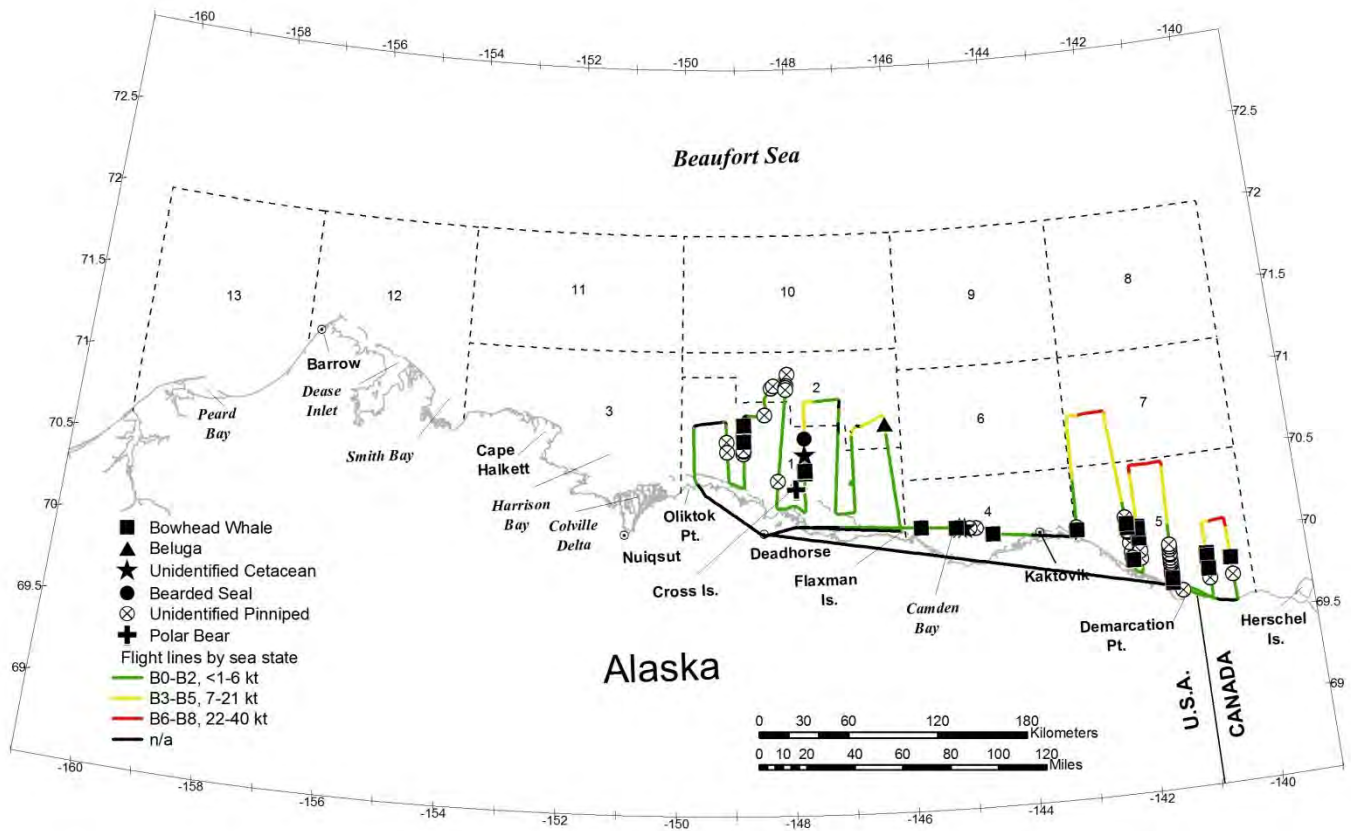 -160
-158
-156
-154
-152
-150
-148
-146
-144
-142
-140
72.5
72.5
Beaufort Sea
72
72
71.5
71.5
11
10
9
8
13
12
71
71
Barrow
Dease
Inlet
2
7
3
6
70.5
70.5
Peard
Bay
Smith Bay
Cape
Halkett
1
4
5
70
70
Harrison
Bay
Colville
Delta
Oliktok
Pt.
Nuiqsut
Deadhorse
Cross Is.
Flaxman
Is.
Kaktovik
Camden
Bay
Demarcation
Pt.
Herschel
Is.
69.5
69.5
Bowhead Whale
Beluga
Unidentified Cetacean
Bearded Seal
Unidentified Pinniped
Polar Bear
Flight lines by sea state
B0-B2, <1-6 kt
B3-B5, 7-21 kt
B6-B8, 22-40 kt
n/a
69
69
Alaska
U.S.A.
CANADA
0 30 60 120 180
Kilometers
0 10 20 40 60 80 100 120
Miles
-160
-158
-156
-154
-152
-150
-148
-146
-144
-142
-140